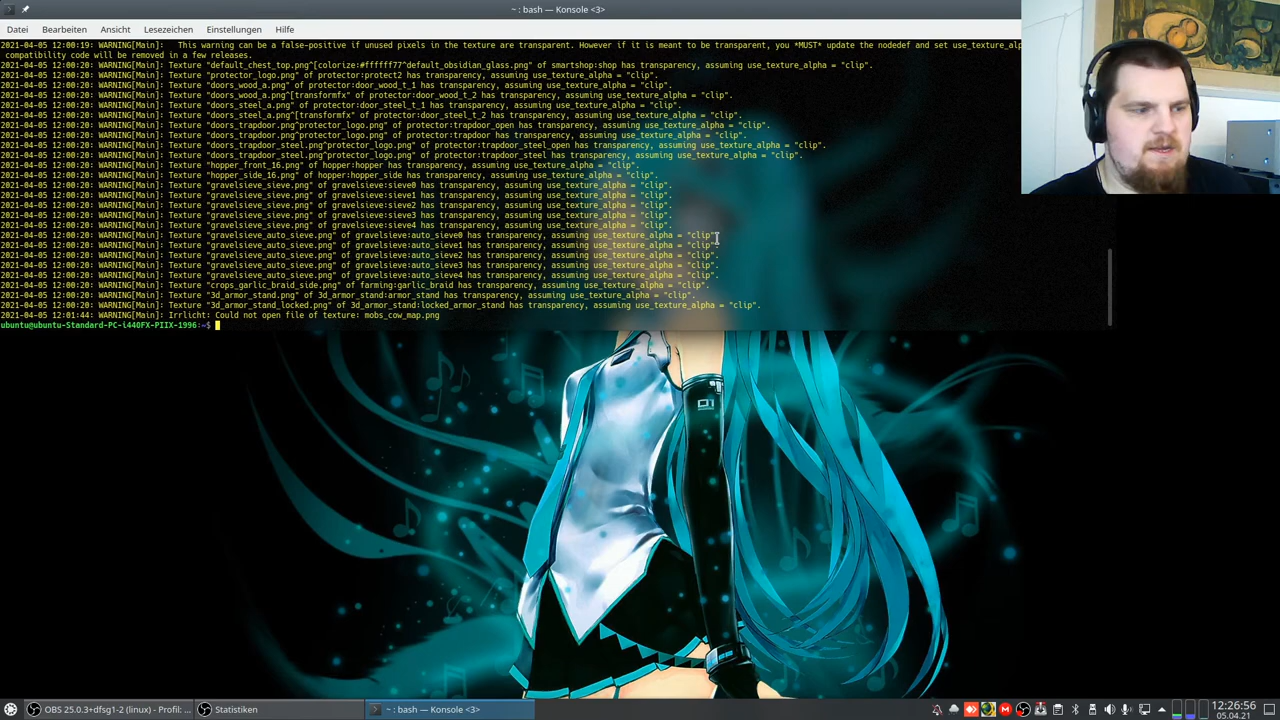 ~ : bash — Konsole <3>
Datei Bearbeiten Ansicht Lesezeichen Einstellungen Hilfe
2021-04-05 12:00:19: WARNING[Main]:   This warning can be a false-positive if unused pixels in the texture are transparent. However if it is meant to be transparent, you *MUST* update the nodedef and set use_texture_alp
compatibility code will be removed in a few releases.
2021-04-05 12:00:20: WARNING[Main]: Texture "default_chest_top.png^[colorize:#ffffff77^default_obsidian_glass.png" of smartshop:shop has transparency, assuming use_texture_alpha = "clip".
2021-04-05 12:00:20: WARNING[Main]: Texture "protector_logo.png" of protector:protect2 has transparency, assuming use_texture_alpha = "clip".
2021-04-05 12:00:20: WARNING[Main]: Texture "doors_wood_a.png" of protector:door_wood_t_1 has transparency, assuming use_texture_alpha = "clip".
2021-04-05 12:00:20: WARNING[Main]: Texture "doors_wood_a.png^[transformfx" of protector:door_wood_t_2 has transparency, assuming use_texture_alpha = "clip".
2021-04-05 12:00:20: WARNING[Main]: Texture "doors_steel_a.png" of protector:door_steel_t_1 has transparency, assuming use_texture_alpha = "clip".
2021-04-05 12:00:20: WARNING[Main]: Texture "doors_steel_a.png^[transformfx" of protector:door_steel_t_2 has transparency, assuming use_texture_alpha = "clip".
2021-04-05 12:00:20: WARNING[Main]: Texture "doors_trapdoor.png^protector_logo.png" of protector:trapdoor_open has transparency, assuming use_texture_alpha = "clip".
2021-04-05 12:00:20: WARNING[Main]: Texture "doors_trapdoor.png^protector_logo.png" of protector:trapdoor has transparency, assuming use_texture_alpha = "clip".
2021-04-05 12:00:20: WARNING[Main]: Texture "doors_trapdoor_steel.png^protector_logo.png" of protector:trapdoor_steel_open has transparency, assuming use_texture_alpha = "clip".
2021-04-05 12:00:20: WARNING[Main]: Texture "doors_trapdoor_steel.png^protector_logo.png" of protector:trapdoor_steel has transparency, assuming use_texture_alpha = "clip".
2021-04-05 12:00:20: WARNING[Main]: Texture "hopper_front_16.png" of hopper:hopper has transparency, assuming use_texture_alpha = "clip".
2021-04-05 12:00:20: WARNING[Main]: Texture "hopper_side_16.png" of hopper:hopper_side has transparency, assuming use_texture_alpha = "clip".
2021-04-05 12:00:20: WARNING[Main]: Texture "gravelsieve_sieve.png" of gravelsieve:sieve0 has transparency, assuming use_texture_alpha = "clip".
2021-04-05 12:00:20: WARNING[Main]: Texture "gravelsieve_sieve.png" of gravelsieve:sieve1 has transparency, assuming use_texture_alpha = "clip".
2021-04-05 12:00:20: WARNING[Main]: Texture "gravelsieve_sieve.png" of gravelsieve:sieve2 has transparency, assuming use_texture_alpha = "clip".
2021-04-05 12:00:20: WARNING[Main]: Texture "gravelsieve_sieve.png" of gravelsieve:sieve3 has transparency, assuming use_texture_alpha = "clip".
2021-04-05 12:00:20: WARNING[Main]: Texture "gravelsieve_sieve.png" of gravelsieve:sieve4 has transparency, assuming use_texture_alpha = "clip".
2021-04-05 12:00:20: WARNING[Main]: Texture "gravelsieve_auto_sieve.png" of gravelsieve:auto_sieve0 has transparency, assuming use_texture_alpha = "clip".
2021-04-05 12:00:20: WARNING[Main]: Texture "gravelsieve_auto_sieve.png" of gravelsieve:auto_sieve1 has transparency, assuming use_texture_alpha = "clip".
2021-04-05 12:00:20: WARNING[Main]: Texture "gravelsieve_auto_sieve.png" of gravelsieve:auto_sieve2 has transparency, assuming use_texture_alpha = "clip".
2021-04-05 12:00:20: WARNING[Main]: Texture "gravelsieve_auto_sieve.png" of gravelsieve:auto_sieve3 has transparency, assuming use_texture_alpha = "clip".
2021-04-05 12:00:20: WARNING[Main]: Texture "gravelsieve_auto_sieve.png" of gravelsieve:auto_sieve4 has transparency, assuming use_texture_alpha = "clip".
2021-04-05 12:00:20: WARNING[Main]: Texture "crops_garlic_braid_side.png" of farming:garlic_braid has transparency, assuming use_texture_alpha = "clip".
2021-04-05 12:00:20: WARNING[Main]: Texture "3d_armor_stand.png" of 3d_armor_stand:armor_stand has transparency, assuming use_texture_alpha = "clip".
2021-04-05 12:00:20: WARNING[Main]: Texture "3d_armor_stand_locked.png" of 3d_armor_stand:locked_armor_stand has transparency, assuming use_texture_alpha = "clip".
2021-04-05 12:01:44: WARNING[Main]: Irrlicht: Could not open file of texture: mobs_cow_map.png
ubuntu@ubuntu-Standard-PC-i440FX-PIIX-1996:~$
01
OBS 25.0.3+dfsg1-2 (linux) - Profil: ... Statistiken ~ : bash — Konsole <3> 12:26:56
05.04.21